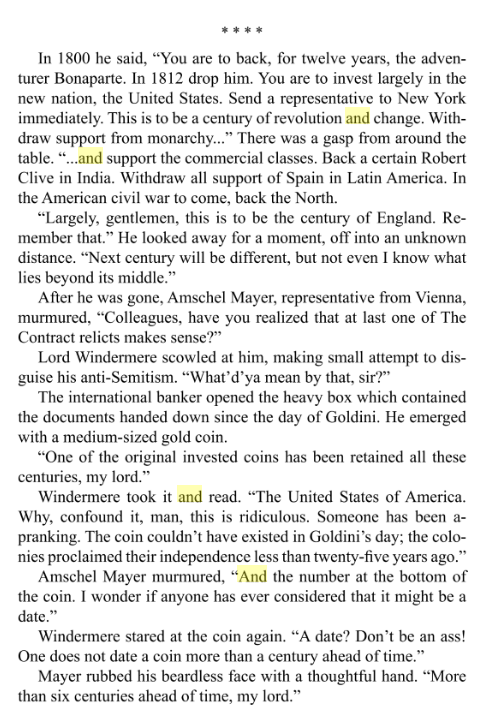 * * * *
In 1800 he said, “You are to back, for twelve years, the adven-
turer Bonaparte. In 1812 drop him. You are to invest largely in the
new nation, the United States. Send a representative to New York
immediately. This is to be a century of revolution and change. With-
draw support from monarchy...” There was a gasp from around the
table. “...and support the commercial classes. Back a certain Robert
Clive in India. Withdraw all support of Spain in Latin America. In
the American civil war to come, back the North.
“Largely, gentlemen, this is to be the century of England. Re-
member that.” He looked away for a moment, off into an unknown
distance. “Next century will be different, but not even I know what
lies beyond its middle.”
After he was gone, Amschel Mayer, representative from Vienna,
murmured, “Colleagues, have you realized that at last one of The
Contract relicts makes sense?”
Lord Windermere scowled at him, making small attempt to dis-
guise his anti-Semitism. “What’d’ya mean by that, sir?”
The international banker opened the heavy box which contained
the documents handed down since the day of Goldini. He emerged
with a medium-sized gold coin.
“One of the original invested coins has been retained all these
centuries, my lord.”
Windermere took it and read. “The United States of America.
Why, confound it, man, this is ridiculous. Someone has been a-
pranking. The coin couldn’t have existed in Goldini’s day; the colo-
nies proclaimed their independence less than twenty-five years ago.”
Amschel Mayer murmured, “And the number at the bottom of
the coin. I wonder if anyone has ever considered that it might be a
date.”
Windermere stared at the coin again. “A date? Don’t be an ass!
One does not date a coin more than a century ahead of time.”
Mayer rubbed his beardless face with a thoughtful hand. “More
than six centuries ahead of time, my lord.”